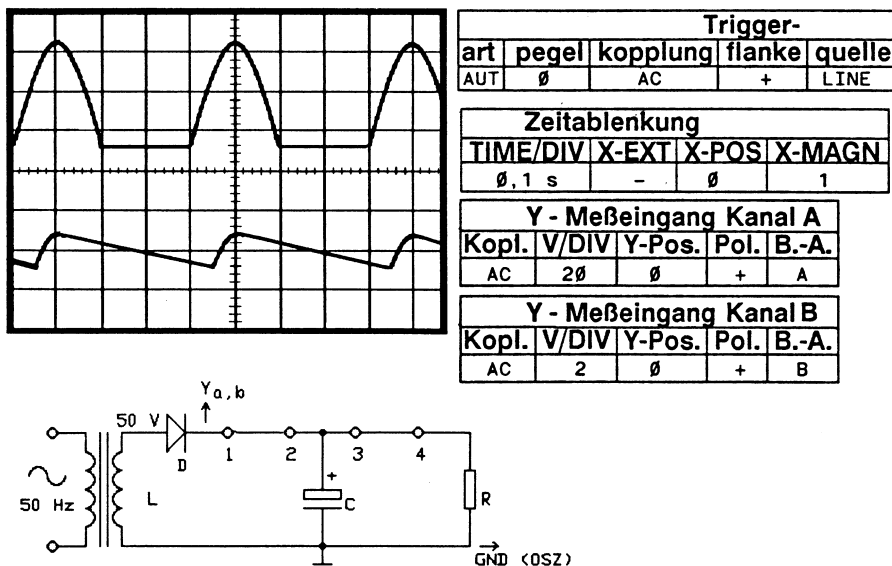 Trigger-
art pegel kopplung flanke quelle
AUT Ø AC + LINE
Zeitablenkung
TIME/DIV X-EXT X-POS X-MAGN
Ø,1 s – Ø 1
Y - Meßeingang Kanal A
Kopl. V/DIV Y-Pos. Pol. B.-A.
AC 2Ø Ø + A
Y - Meßeingang Kanal B
Kopl. V/DIV Y-Pos. Pol. B.-A.
AC 2 Ø + B
Ya,b
50 V
D 1 2 3 4
+
50 Hz L C R
GND (OSZ)